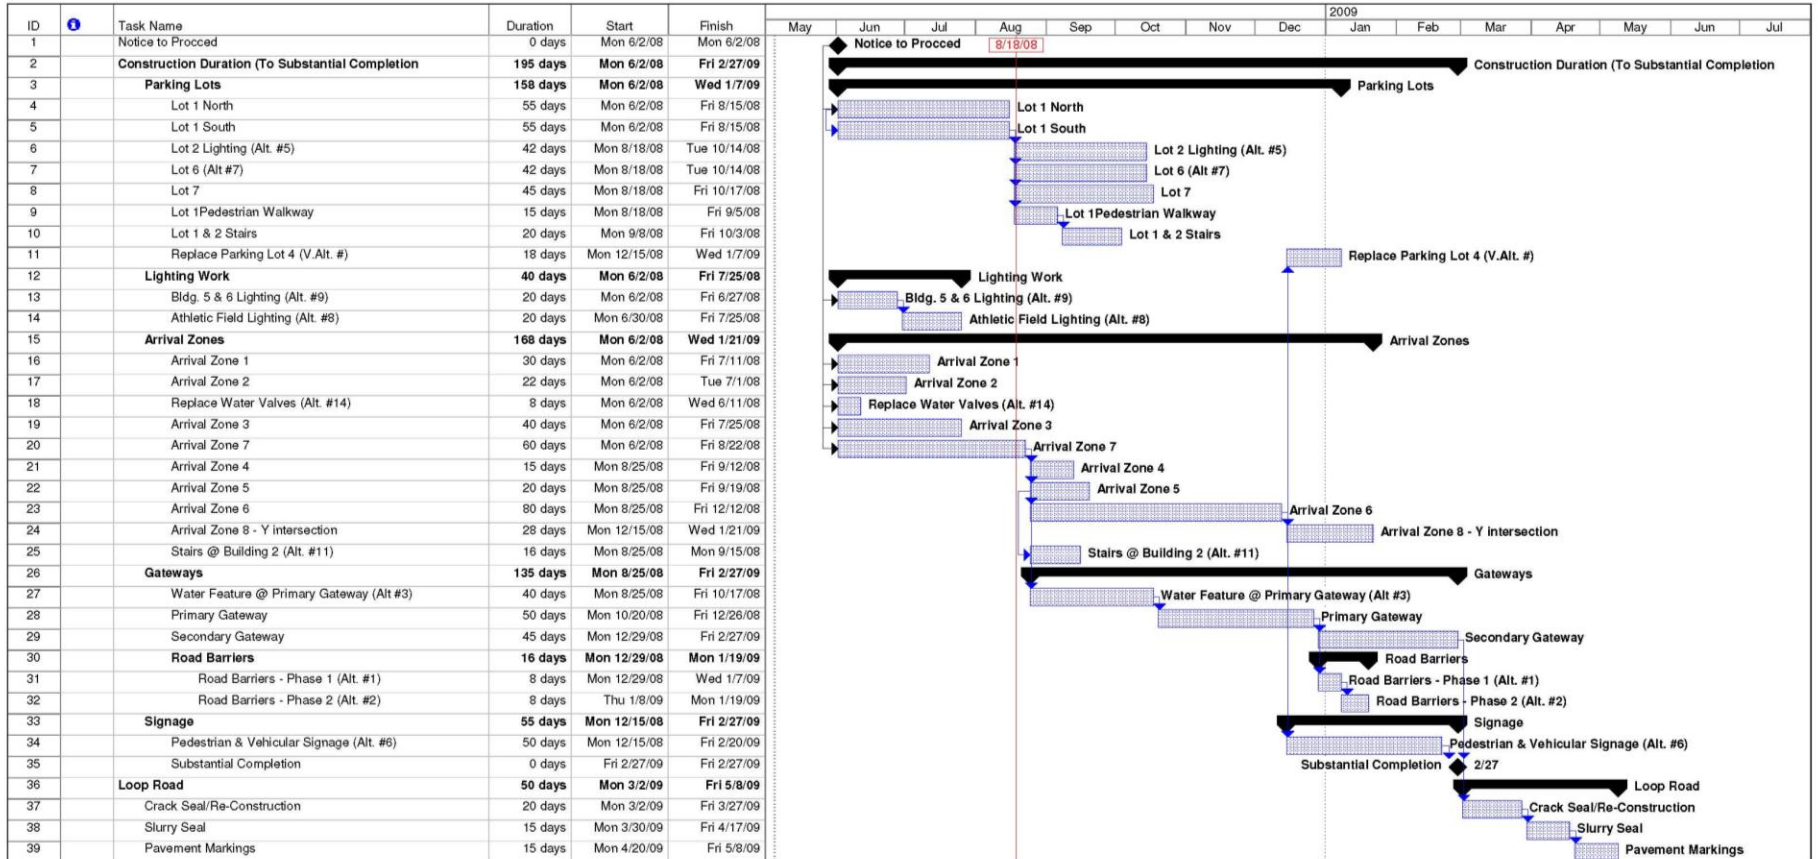 2009
ID Task Name Duration Start Finish May Jun Jul Aug Sep Oct Nov Dec Jan Feb Mar Apr May Jun Jul
1 Notice to Procced 0 days Mon 6/2/08 Mon 6/2/08 Notice to Procced 8/18/08
2 Construction Duration (To Substantial Completion 195 days Mon 6/2/08 Fri 2/27/09 Construction Duration (To Substantial Completion
3 Parking Lots 158 days Mon 6/2/08 Wed 1/7/09 Parking Lots
4 Lot 1 North 55 days Mon 6/2/08 Fri 8/15/08 Lot 1 North
5 Lot 1 South 55 days Mon 6/2/08 Fri 8/15/08 Lot 1 South
6 Lot 2 Lighting (Alt. #5) 42 days Mon 8/18/08 Tue 10/14/08 Lot 2 Lighting (Alt. #5)
7 Lot 6 (Alt #7) 42 days Mon 8/18/08 Tue 10/14/08 Lot 6 (Alt #7)
8 Lot 7 45 days Mon 8/18/08 Fri 10/17/08 Lot 7
9 Lot 1Pedestrian Walkway 15 days Mon 8/18/08 Fri 9/5/08 Lot 1Pedestrian Walkway
10 Lot 1 & 2 Stairs 20 days Mon 9/8/08 Fri 10/3/08 Lot 1 & 2 Stairs
11 Replace Parking Lot 4 (V.Alt. #) 18 days Mon 12/15/08 Wed 1/7/09 Replace Parking Lot 4 (V.Alt. #)
12 Lighting Work 40 days Mon 6/2/08 Fri 7/25/08 Lighting Work
13 Bldg. 5 & 6 Lighting (Alt. #9) 20 days Mon 6/2/08 Fri 6/27/08 Bldg. 5 & 6 Lighting (Alt. #9)
14 Athletic Field Lighting (Alt. #8) 20 days Mon 6/30/08 Fri 7/25/08 Athletic Field Lighting (Alt. #8)
15 Arrival Zones 168 days Mon 6/2/08 Wed 1/21/09 Arrival Zones
16 Arrival Zone 1 30 days Mon 6/2/08 Fri 7/11/08 Arrival Zone 1
17 Arrival Zone 2 22 days Mon 6/2/08 Tue 7/1/08 Arrival Zone 2
18 Replace Water Valves (Alt. #14) 8 days Mon 6/2/08 Wed 6/11/08 Replace Water Valves (Alt. #14)
19 Arrival Zone 3 40 days Mon 6/2/08 Fri 7/25/08 Arrival Zone 3
20 Arrival Zone 7 60 days Mon 6/2/08 Fri 8/22/08 Arrival Zone 7
21 Arrival Zone 4 15 days Mon 8/25/08 Fri 9/12/08 Arrival Zone 4
22 Arrival Zone 5 20 days Mon 8/25/08 Fri 9/19/08 Arrival Zone 5
23 Arrival Zone 6 80 days Mon 8/25/08 Fri 12/12/08 Arrival Zone 6
24 Arrival Zone 8 - Y intersection 28 days Mon 12/15/08 Wed 1/21/09 Arrival Zone 8 - Y intersection
25 Stairs @ Building 2 (Alt. #11) 16 days Mon 8/25/08 Mon 9/15/08 Stairs @ Building 2 (Alt. #11)
26 Gateways 135 days Mon 8/25/08 Fri 2/27/09 Gateways
27 Water Feature @ Primary Gateway (Alt #3) 40 days Mon 8/25/08 Fri 10/17/08 Water Feature @ Primary Gateway (Alt #3)
28 Primary Gateway 50 days Mon 10/20/08 Fri 12/26/08 Primary Gateway
29 Secondary Gateway 45 days Mon 12/29/08 Fri 2/27/09 Secondary Gateway
30 Road Barriers 16 days Mon 12/29/08 Mon 1/19/09 Road Barriers
31 Road Barriers - Phase 1 (Alt. #1) 8 days Mon 12/29/08 Wed 1/7/09 Road Barriers - Phase 1 (Alt. #1)
32 Road Barriers - Phase 2 (Alt. #2) 8 days Thu 1/8/09 Mon 1/19/09 Road Barriers - Phase 2 (Alt. #2)
33 Signage 55 days Mon 12/15/08 Fri 2/27/09 Signage
34 Pedestrian & Vehicular Signage (Alt. #6) 50 days Mon 12/15/08 Fri 2/20/09 Pedestrian & Vehicular Signage (Alt. #6)
35 Substantial Completion 0 days Fri 2/27/09 Fri 2/27/09 Substantial Completion 2/27
36 Loop Road 50 days Mon 3/2/09 Fri 5/8/09 Loop Road
37 Crack Seal/Re-Construction 20 days Mon 3/2/09 Fri 3/27/09 Crack Seal/Re-Construction
38 Slurry Seal 15 days Mon 3/30/09 Fri 4/17/09 Slurry Seal
39 Pavement Markings 15 days Mon 4/20/09 Fri 5/8/09 Pavement Markings